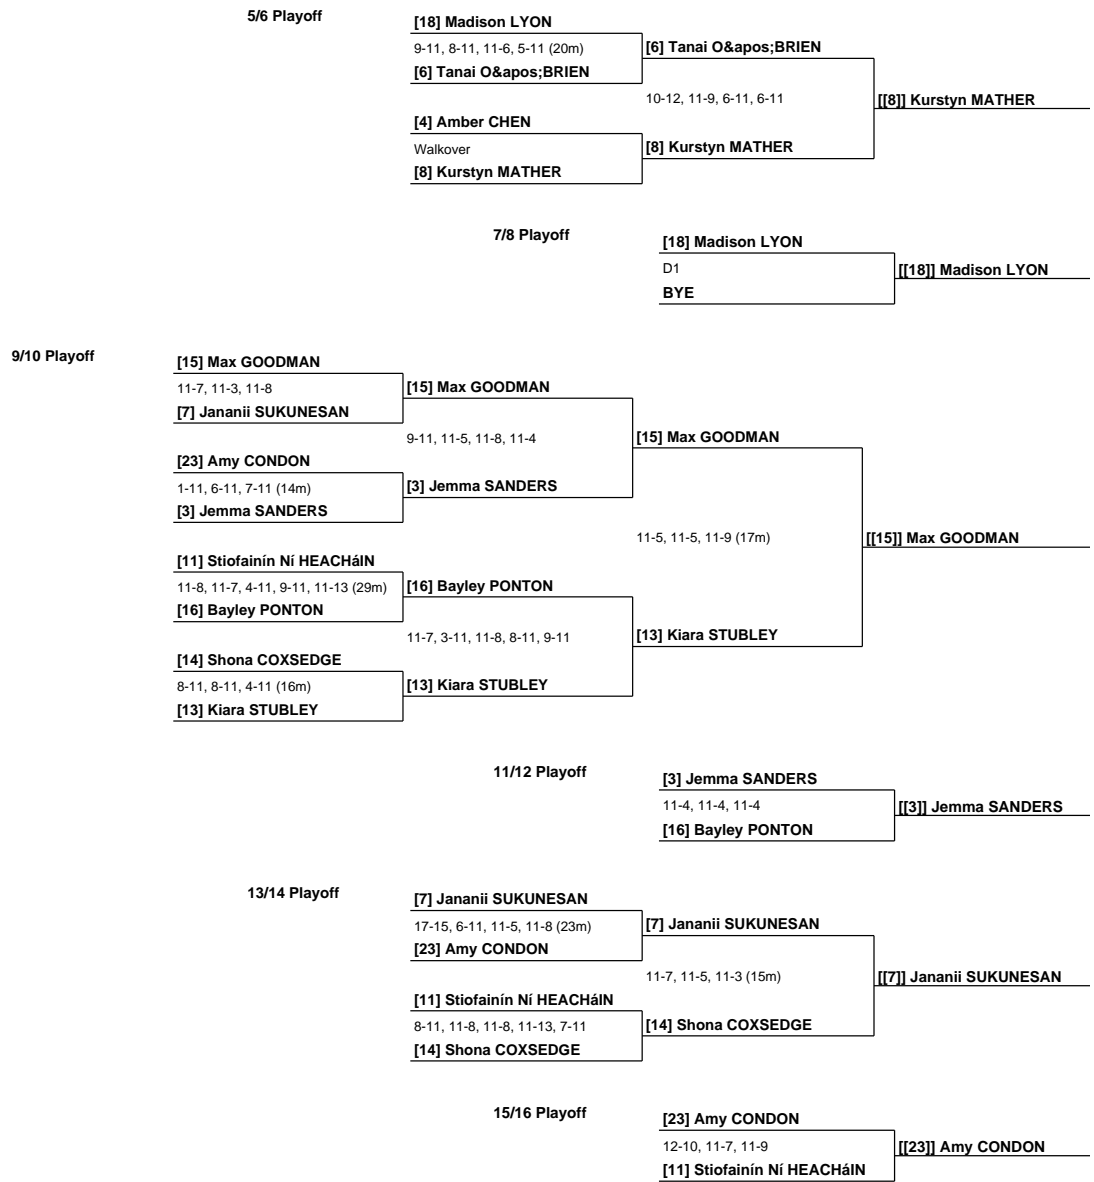 5/6 Playoff
[18] Madison LYON
9-11, 8-11, 11-6, 5-11 (20m)
[6] Tanai O&apos;BRIEN
[6] Tanai O&apos;BRIEN
10-12, 11-9, 6-11, 6-11
[[8]] Kurstyn MATHER
[4] Amber CHEN
Walkover
[8] Kurstyn MATHER
[8] Kurstyn MATHER
7/8 Playoff
[18] Madison LYON
D1
BYE
[[18]] Madison LYON
9/10 Playoff
[15] Max GOODMAN
11-7, 11-3, 11-8
[7] Jananii SUKUNESAN
[15] Max GOODMAN
9-11, 11-5, 11-8, 11-4
[15] Max GOODMAN
[23] Amy CONDON
1-11, 6-11, 7-11 (14m)
[3] Jemma SANDERS
[3] Jemma SANDERS
11-5, 11-5, 11-9 (17m)
[[15]] Max GOODMAN
[11] Stiofainín Ní HEACHáIN
11-8, 11-7, 4-11, 9-11, 11-13 (29m)
[16] Bayley PONTON
[16] Bayley PONTON
11-7, 3-11, 11-8, 8-11, 9-11
[13] Kiara STUBLEY
[14] Shona COXSEDGE
8-11, 8-11, 4-11 (16m)
[13] Kiara STUBLEY
[13] Kiara STUBLEY
11/12 Playoff
[3] Jemma SANDERS
11-4, 11-4, 11-4
[16] Bayley PONTON
[[3]] Jemma SANDERS
13/14 Playoff
[7] Jananii SUKUNESAN
17-15, 6-11, 11-5, 11-8 (23m)
[23] Amy CONDON
[7] Jananii SUKUNESAN
11-7, 11-5, 11-3 (15m)
[[7]] Jananii SUKUNESAN
[11] Stiofainín Ní HEACHáIN
8-11, 11-8, 11-8, 11-13, 7-11
[14] Shona COXSEDGE
[14] Shona COXSEDGE
15/16 Playoff
[23] Amy CONDON
12-10, 11-7, 11-9
[11] Stiofainín Ní HEACHáIN
[[23]] Amy CONDON